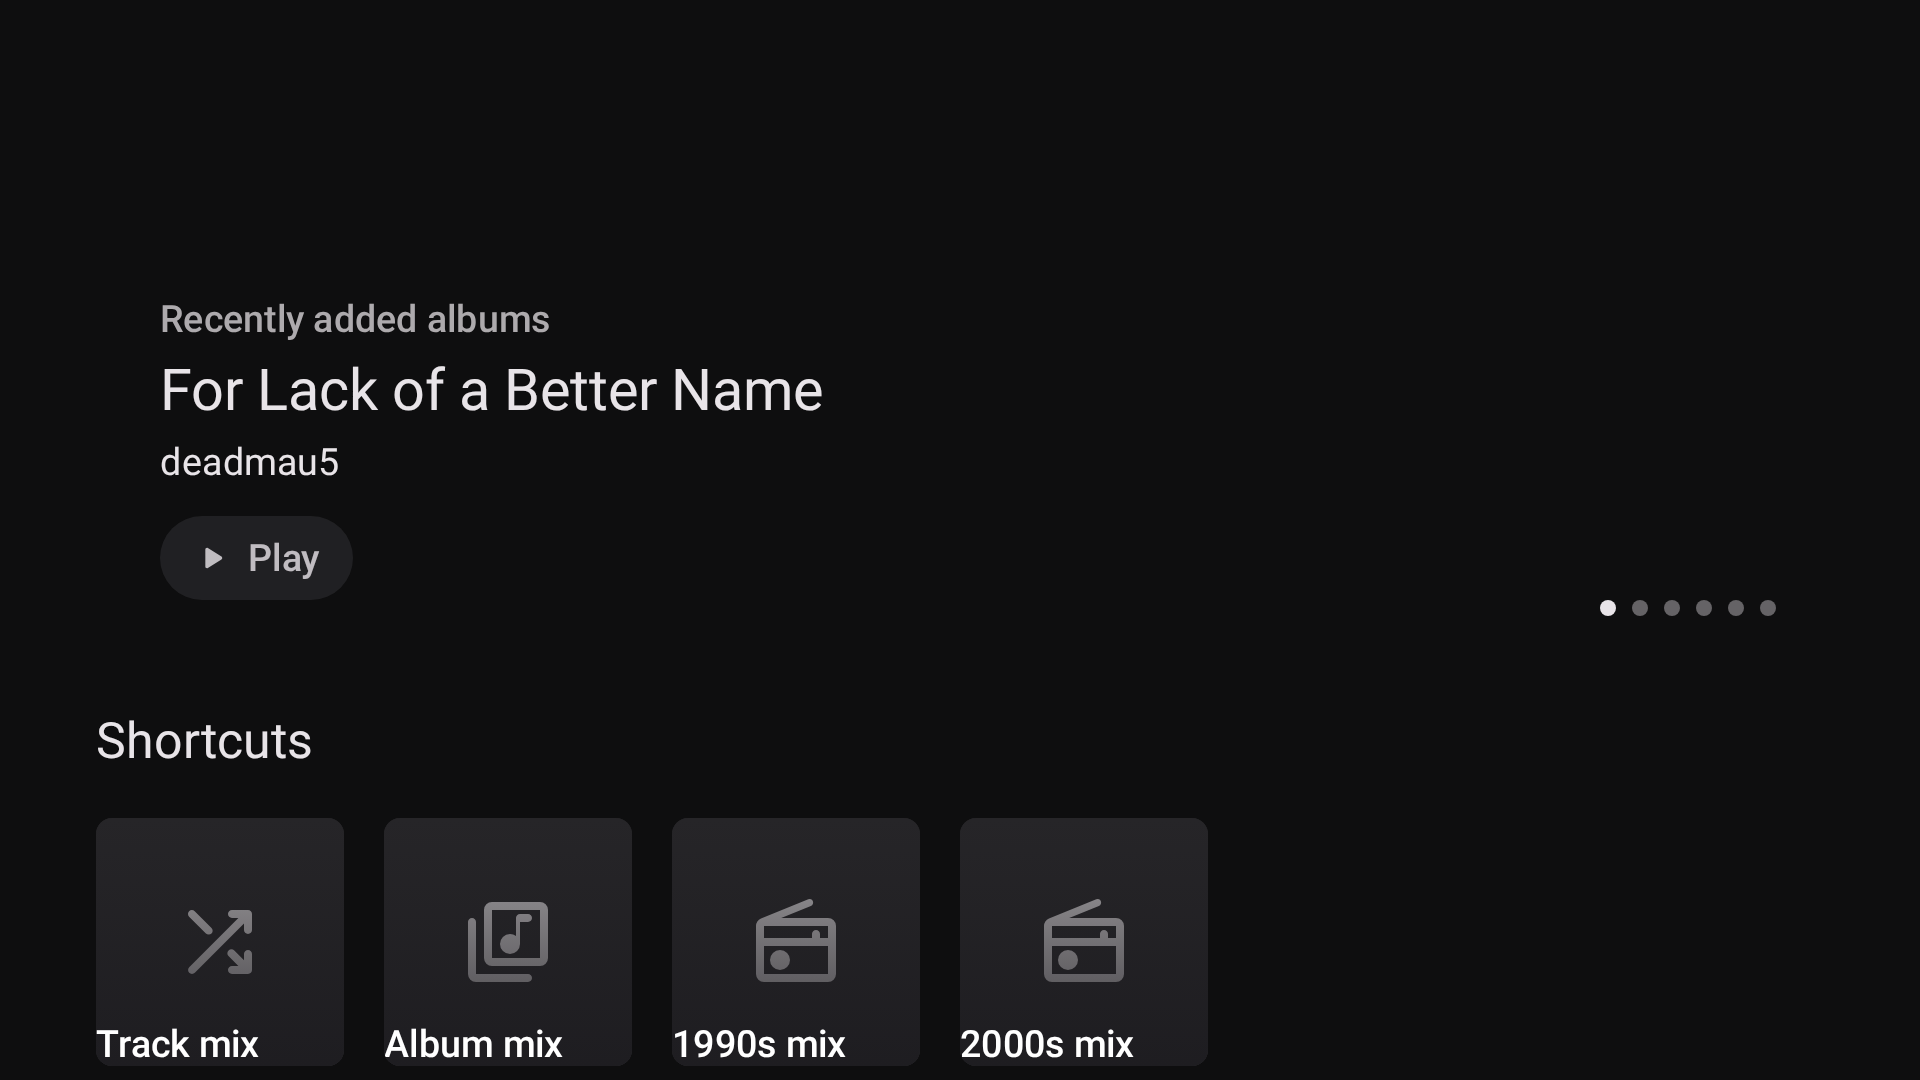 Recently added albums
For Lack of a Better Name
deadmau5
Play
Shortcuts
Track mix
Album mix
1990s mix
2000s mix